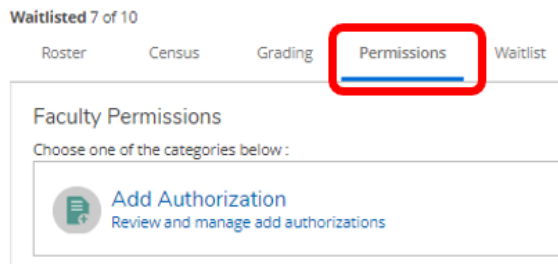 Waitlisted 7 of 10
Roster Census Grading Permissions Waitlist
Faculty Permissions
Choose one of the categories below :
Add Authorization
Review and manage add authorizations